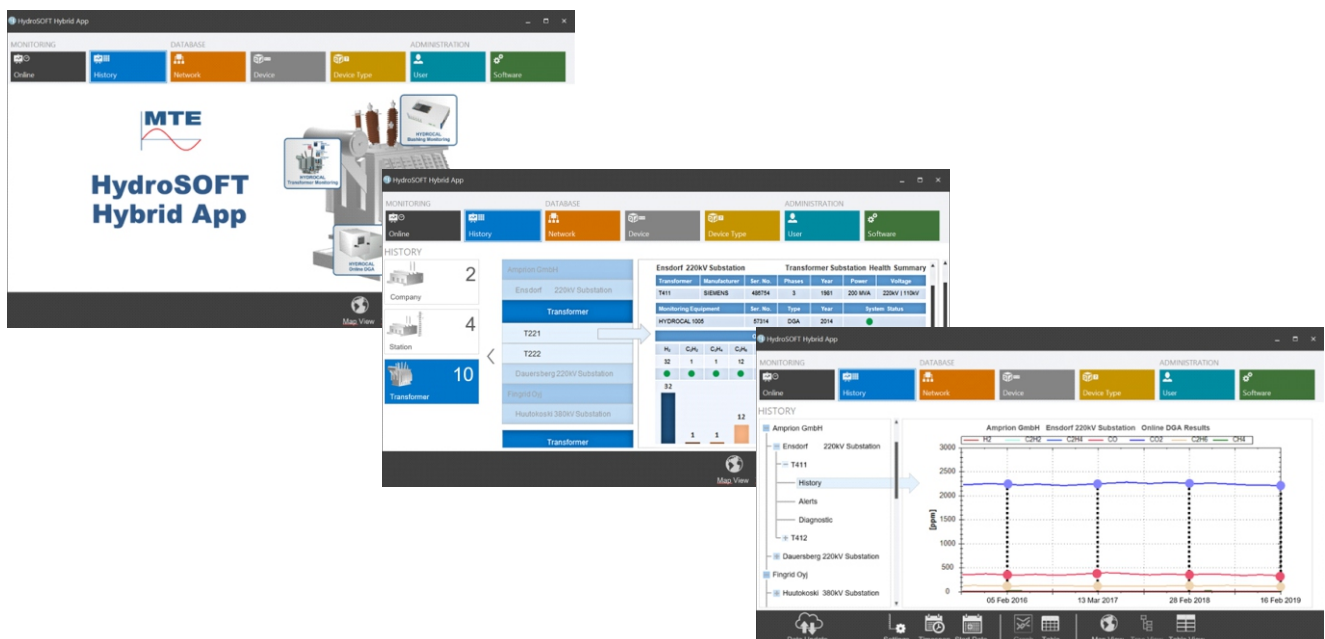 HydroSOFT Hybrid App
MONITORING DATABASE ADMINISTRATION
Online History Network Device Device Type User Software
MTE
HydroSOFT
Hybrid App
HYDROCAL
Bushing Monitoring
HYDROCAL
Transformer Monitoring
HYDROCAL
Online DGA
Map View
HydroSOFT Hybrid App
MONITORING DATABASE ADMINISTRATION
Online History Network Device Device Type User Software
HISTORY
2
Company
4
Station
10
Transformer
Amprion GmbH
Ensdorf 220kV Substation
Transformer
T221
T222
Dauersberg 220kV Substation
Fingrid Oyj
Huutokoski 380kV Substation
Transformer
Ensdorf 220kV Substation Transformer Substation Health Summary
Transformer Manufacturer Ser. No. Phases Year Power Voltage
T411 SIEMENS 3 1981 200 MVA 220kV | 110kV
Monitoring Equipment Ser. No. Type Year System Status
HYDROCAL 1005 57314 DGA 2014
H₂ C₂H₂ C₂H₄ C₂H₆
32 1 1 12
32
1 1 12
Map View
HydroSOFT Hybrid App
MONITORING DATABASE ADMINISTRATION
Online History Network Device Device Type User Software
HISTORY
Amprion GmbH
Ensdorf 220kV Substation
T411
History
Alerts
Diagnostic
T412
Dauersberg 220kV Substation
Fingrid Oyj
Huutokoski 380kV Substation
Amprion GmbH Ensdorf 220kV Substation Online DGA Results
H2 C2H2 C2H4 CO CO2 C2H6 CH4
[ppm]
3000
2500
2000
1500
1000
500
0
05 Feb 2016 13 Mar 2017 28 Feb 2018 16 Feb 2019